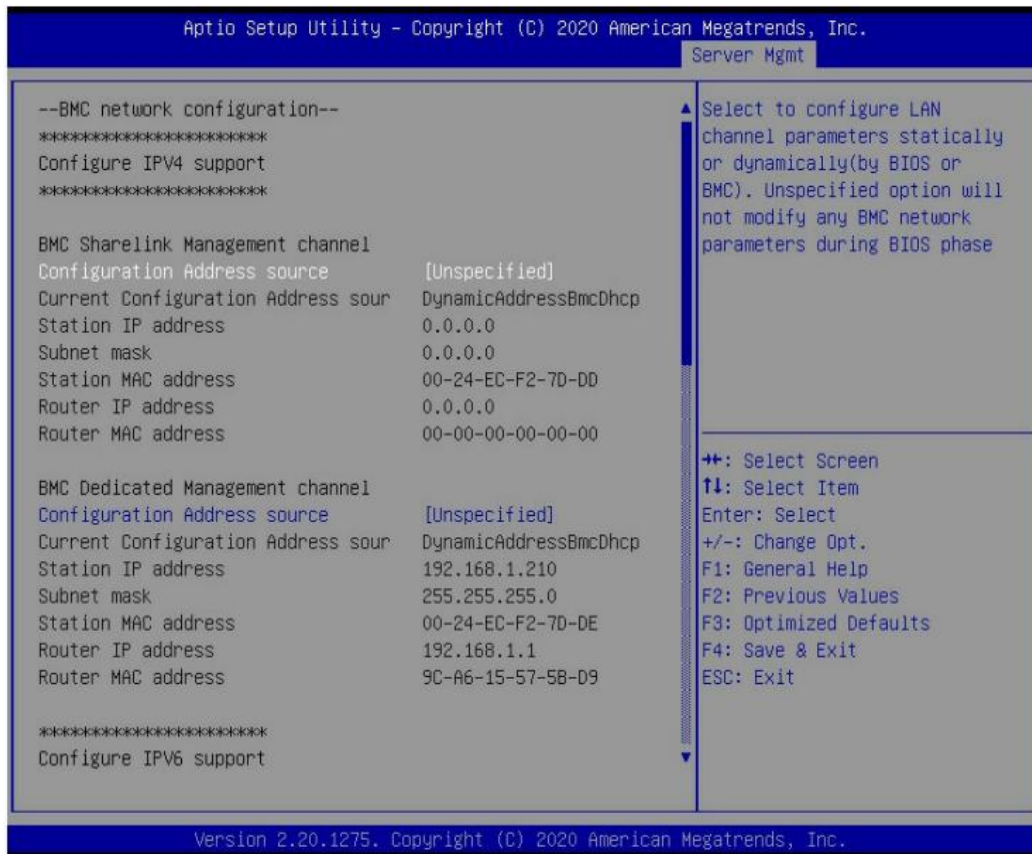 Aptio Setup Utility – Copyright (C) 2020 American Megatrends, Inc.
Server Mgmt
--BMC network configuration--
***********************
Configure IPV4 support
***********************
BMC Sharelink Management channel
Configuration Address source [Unspecified]
Current Configuration Address sour DynamicAddressBmcDhcp
Station IP address 0.0.0.0
Subnet mask 0.0.0.0
Station MAC address 00-24-EC-F2-7D-DD
Router IP address 0.0.0.0
Router MAC address 00-00-00-00-00-00
BMC Dedicated Management channel
Configuration Address source [Unspecified]
Current Configuration Address sour DynamicAddressBmcDhcp
Station IP address 192.168.1.210
Subnet mask 255.255.255.0
Station MAC address 00-24-EC-F2-7D-DE
Router IP address 192.168.1.1
Router MAC address 9C-A6-15-57-5B-D9
***********************
Configure IPV6 support
Select to configure LAN
channel parameters statically
or dynamically(by BIOS or
BMC). Unspecified option will
not modify any BMC network
parameters during BIOS phase
→←: Select Screen
↑↓: Select Item
Enter: Select
+/-: Change Opt.
F1: General Help
F2: Previous Values
F3: Optimized Defaults
F4: Save & Exit
ESC: Exit
Version 2.20.1275. Copyright (C) 2020 American Megatrends, Inc.